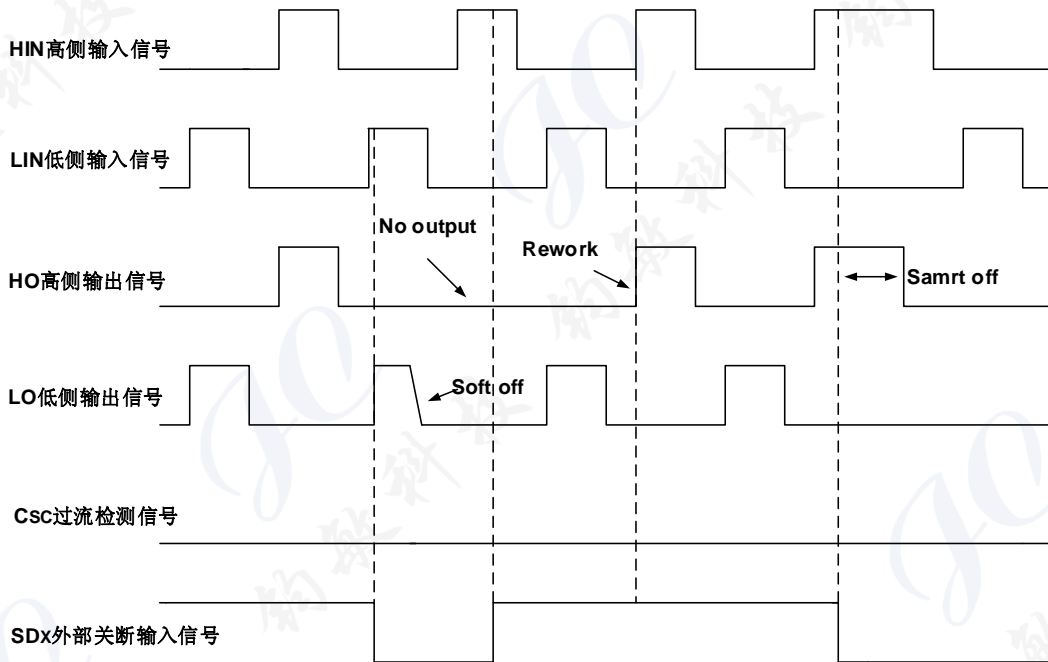 HIN高侧输入信号
LIN低侧输入信号
No output
Rework
HO高侧输出信号
Samrt off
LO低侧输出信号
Soft off
Csc过流检测信号
SDx外部关断输入信号